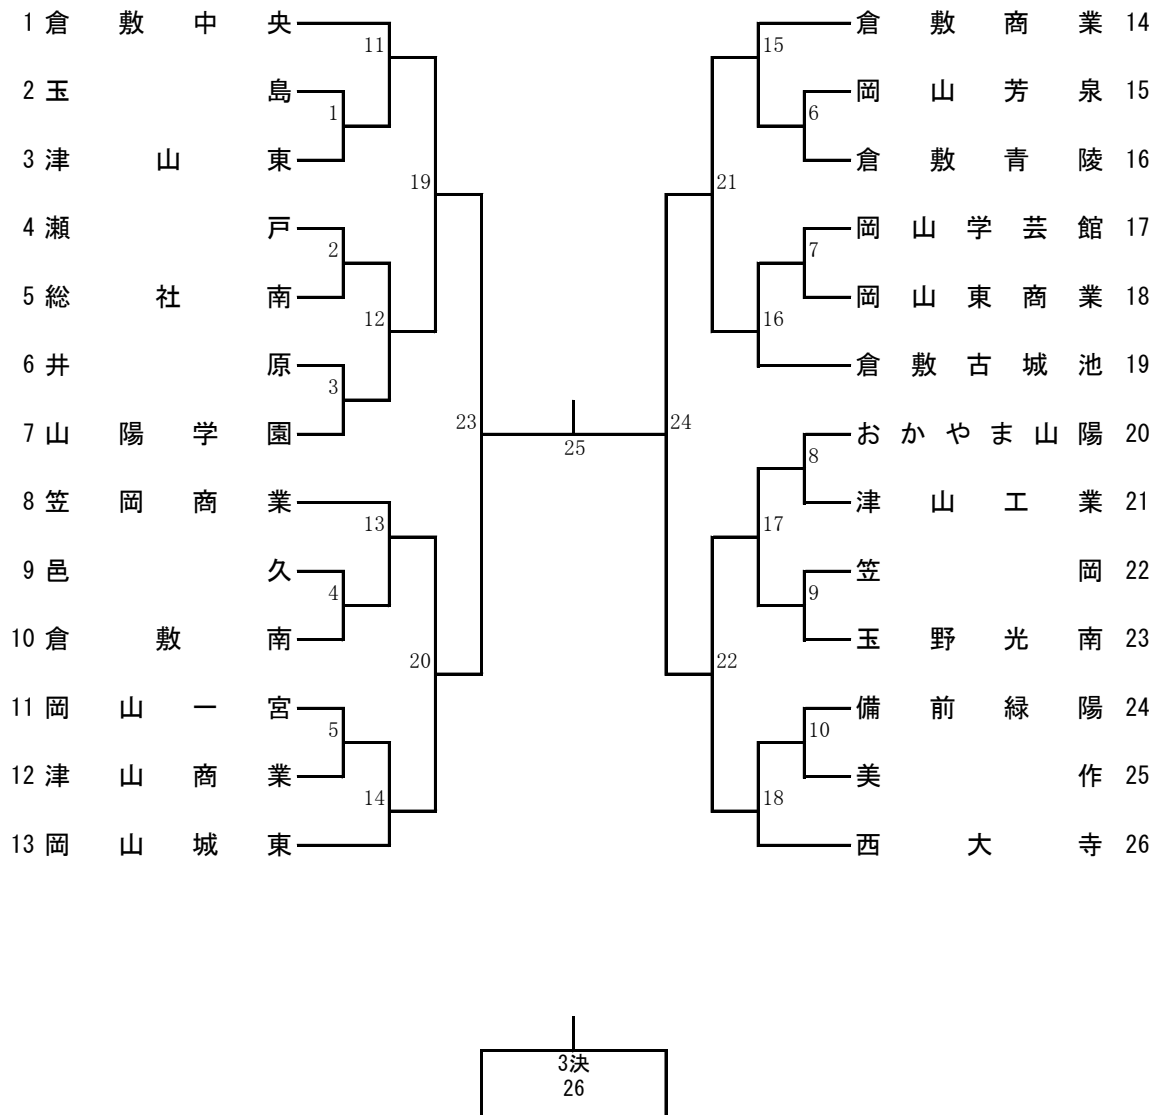 1 倉敷中央
2 玉島
3 津山東
4 瀬戸
5 総社南
6 井原
7 山陽学園
8 笠岡商業
9 邑久
10 倉敷南
11 岡山一宮
12 津山商業
13 岡山城東
11
1
19
2
12
3
23
13
4
20
5
14
25
15
6
21
7
16
24
8
17
9
22
10
18
倉敷商業 14
岡山芳泉 15
倉敷青陵 16
岡山学芸館 17
岡山東商業 18
倉敷古城池 19
おかやま山陽 20
津山工業 21
笠岡 22
玉野光南 23
備前緑陽 24
美作 25
西大寺 26
3決
26